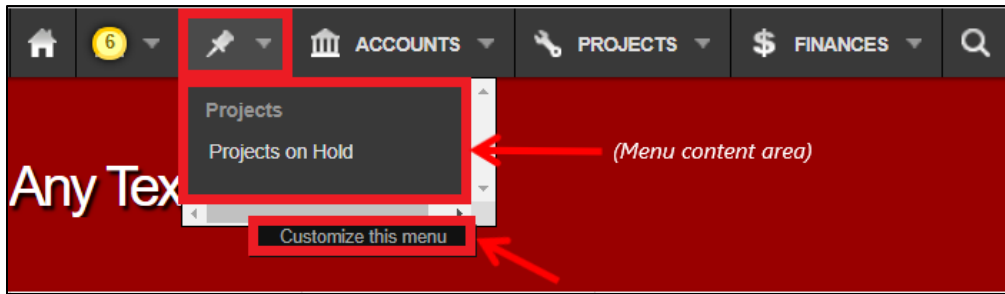 6 ACCOUNTS PROJECTS $ FINANCES
Projects
Projects on Hold
(Menu content area)
Any Tex
Customize this menu